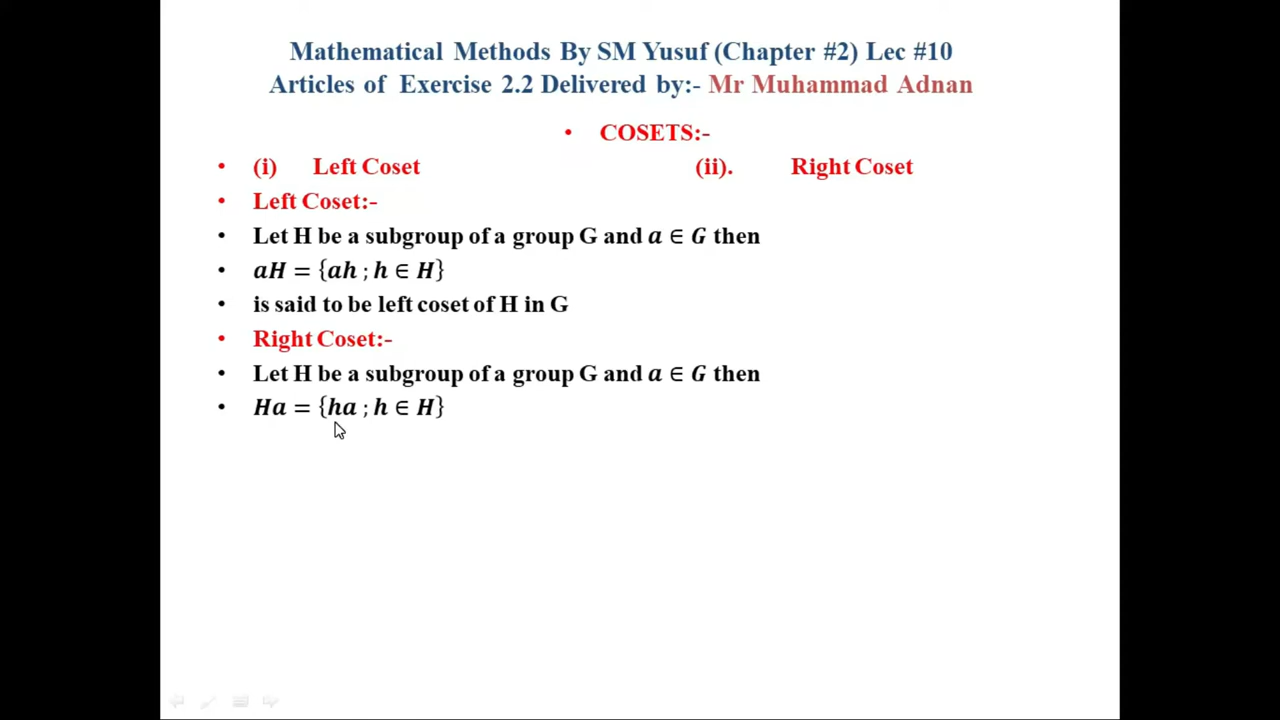 Mathematical Methods By SM Yusuf (Chapter #2) Lec #10
Articles of Exercise 2.2 Delivered by:- Mr Muhammad Adnan
• COSETS:-
• (i) Left Coset (ii). Right Coset
• Left Coset:-
• Let H be a subgroup of a group G and 𝒂 ∈ 𝑮 then
• 𝒂𝑯 = {𝒂𝒉 ; 𝒉 ∈ 𝑯}
• is said to be left coset of H in G
• Right Coset:-
• Let H be a subgroup of a group G and 𝒂 ∈ 𝑮 then
• 𝑯𝒂 = {𝒉𝒂 ; 𝒉 ∈ 𝑯}